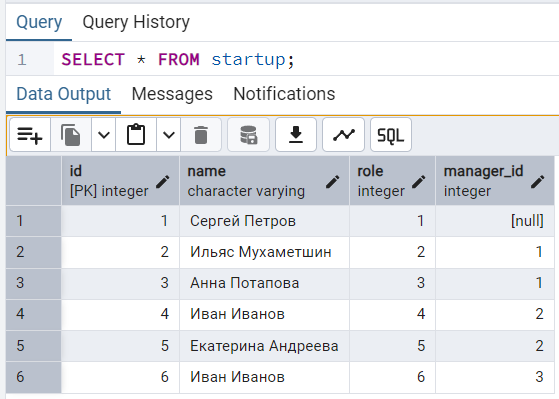 Query Query History
1 SELECT * FROM startup;
Data Output Messages Notifications
SQL
id name role manager_id
[PK] integer character varying integer integer
1 1 Сергей Петров 1 [null]
2 2 Ильяс Мухаметшин 2 1
3 3 Анна Потапова 3 1
4 4 Иван Иванов 4 2
5 5 Екатерина Андреева 5 2
6 6 Иван Иванов 6 3